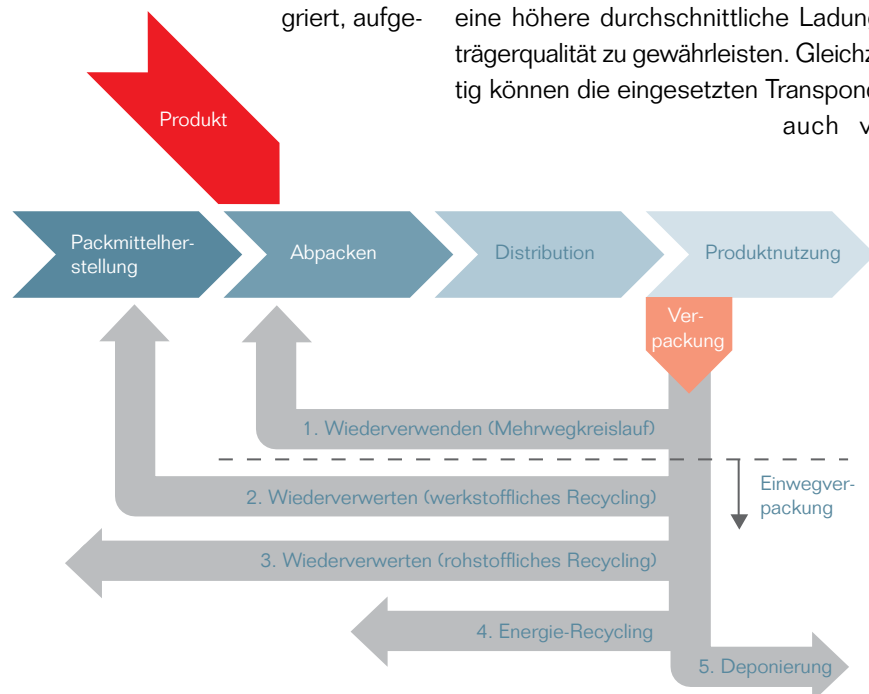 griert, aufge-
eine höhere durchschnittliche Ladung
trägerqualität zu gewährleisten. Gleichz
tig können die eingesetzten Transpond
auch v
Produkt
Packmittelher-
stellung
Abpacken
Distribution
Produktnutzung
Ver-
packung
1. Wiederverwenden (Mehrwegkreislauf)
Einwegver-
packung
2. Wiederverwerten (werkstoffliches Recycling)
3. Wiederverwerten (rohstoffliches Recycling)
4. Energie-Recycling
5. Deponierung